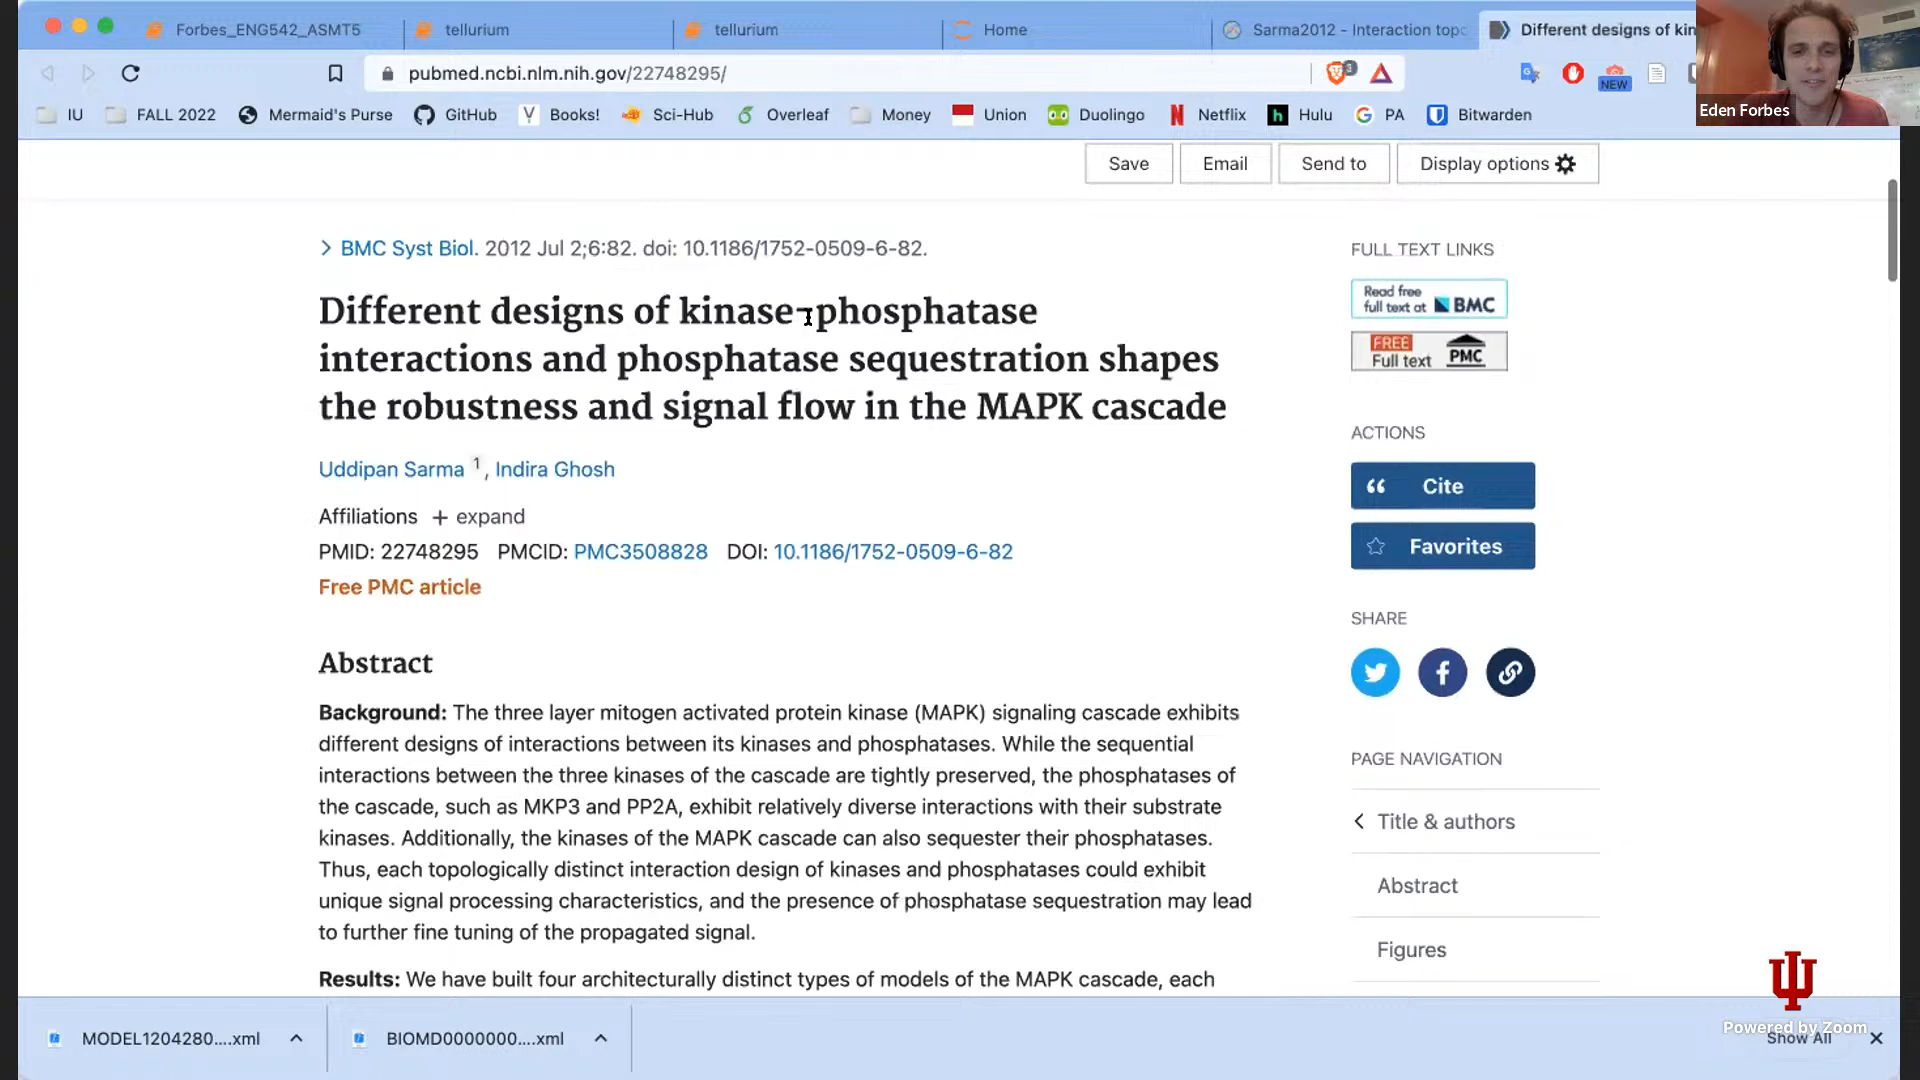 Forbes_ENG542_ASMT5
tellurium
tellurium
Home
Sarma2012 - Interaction topo
Different designs of kin
pubmed.ncbi.nlm.nih.gov/22748295/
3
NEW
IU
FALL 2022
Mermaid's Purse
GitHub
Books!
Sci-Hub
Overleaf
Money
Union
Duolingo
Netflix
Hulu
PA
Bitwarden
Eden Forbes
Save
Email
Send to
Display options
BMC Syst Biol. 2012 Jul 2;6:82. doi: 10.1186/1752-0509-6-82.
Different designs of kinase-phosphatase
interactions and phosphatase sequestration shapes
the robustness and signal flow in the MAPK cascade
Uddipan Sarma 1, Indira Ghosh
Affiliations + expand
PMID: 22748295 PMCID: PMC3508828 DOI: 10.1186/1752-0509-6-82
Free PMC article
Abstract
Background: The three layer mitogen activated protein kinase (MAPK) signaling cascade exhibits
different designs of interactions between its kinases and phosphatases. While the sequential
interactions between the three kinases of the cascade are tightly preserved, the phosphatases of
the cascade, such as MKP3 and PP2A, exhibit relatively diverse interactions with their substrate
kinases. Additionally, the kinases of the MAPK cascade can also sequester their phosphatases.
Thus, each topologically distinct interaction design of kinases and phosphatases could exhibit
unique signal processing characteristics, and the presence of phosphatase sequestration may lead
to further fine tuning of the propagated signal.
Results: We have built four architecturally distinct types of models of the MAPK cascade, each
FULL TEXT LINKS
Read free
full text at BMC
FREE
Full text PMC
ACTIONS
Cite
Favorites
SHARE
PAGE NAVIGATION
Title & authors
Abstract
Figures
MODEL1204280....xml
BIOMD0000000....xml
Powered by Zoom
Show All